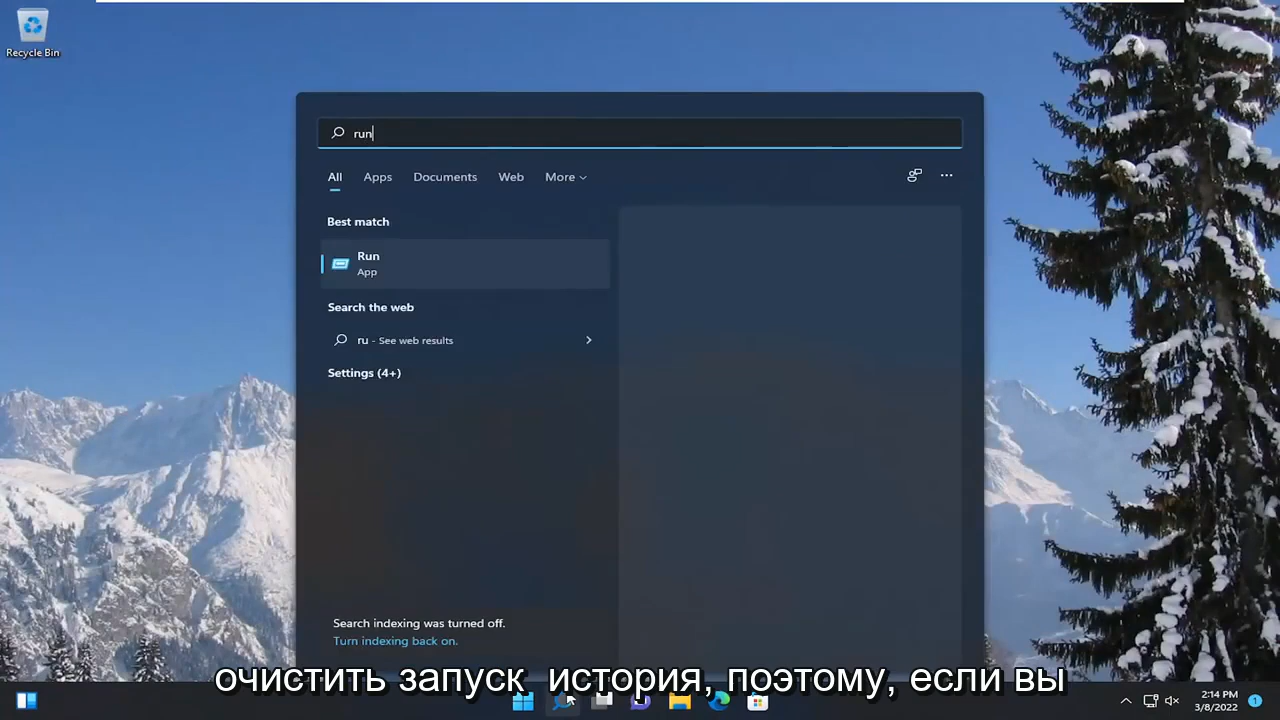 Recycle Bin
run
All Apps Documents Web More
Best match
Run
App
Search the web
ru - See web results
Settings (4+)
Search indexing was turned off.
Turn indexing back on.
очистить запуск история, поэтому, если вы
2:14 PM
3/8/2022
1